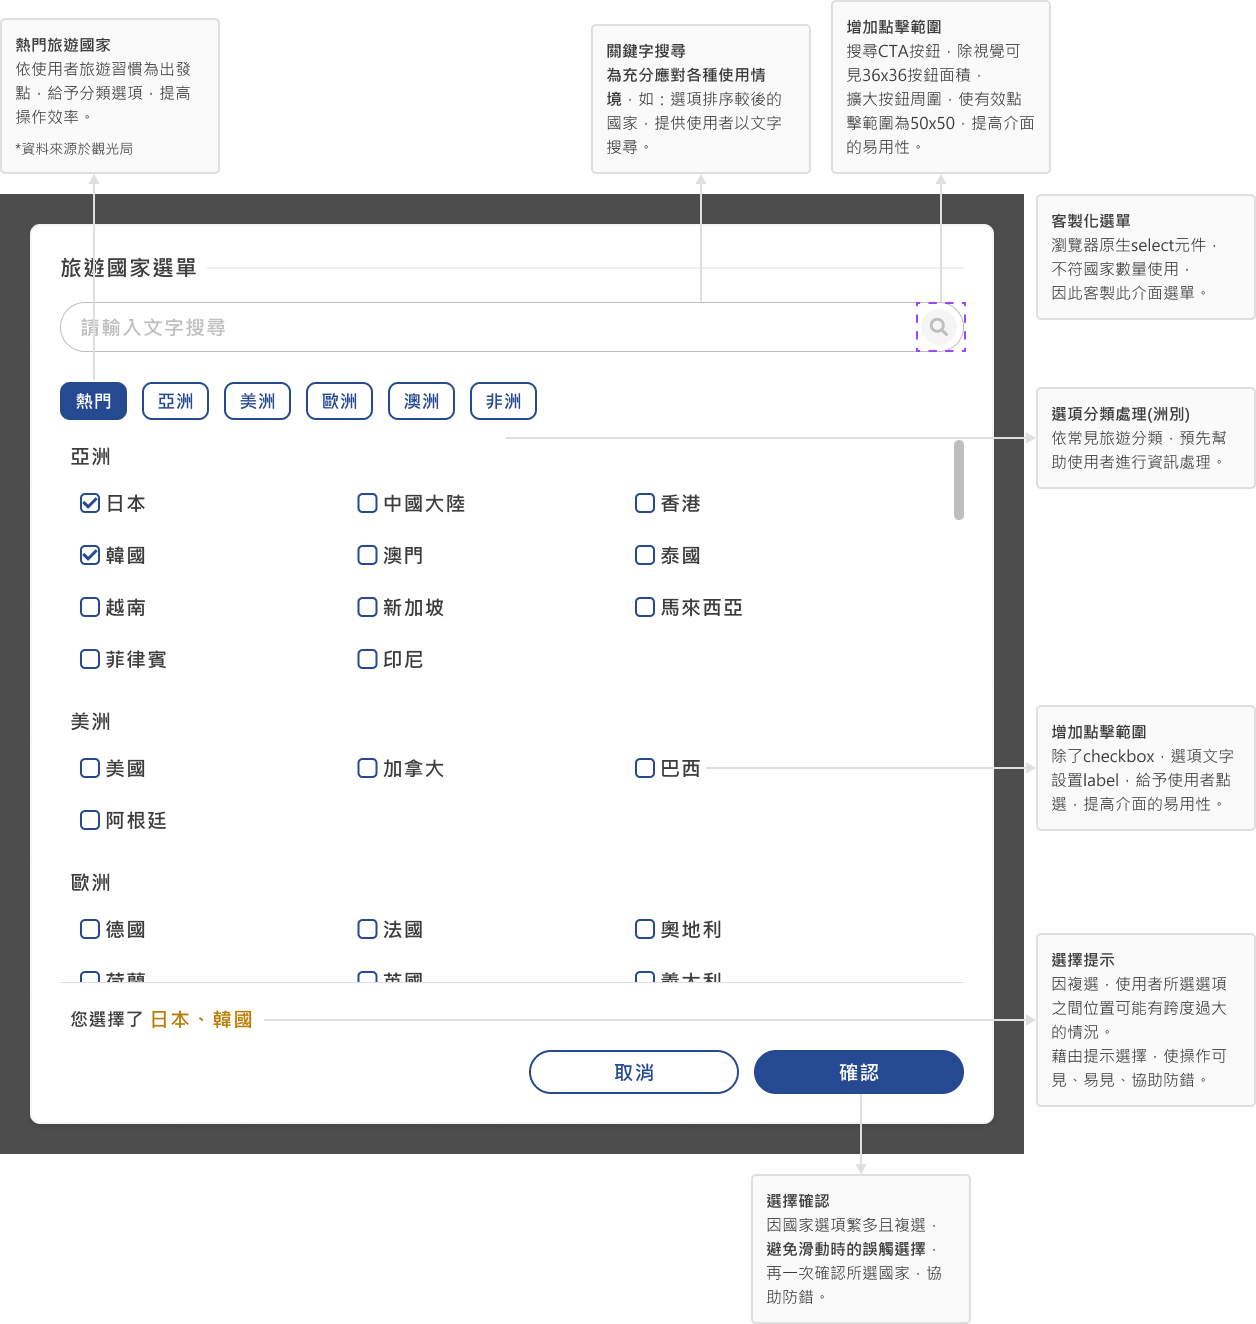 熱門旅遊國家
依使用者旅遊習慣為出發
點，給予分類選項，提高
操作效率。
*資料來源於觀光局
關鍵字搜尋
為充分應對各種使用情
境，如：選項排序較後的
國家，提供使用者以文字
搜尋。
增加點擊範圍
搜尋CTA按鈕，除視覺可
見36x36按鈕面積，
擴大按鈕周圍，使有效點
擊範圍為50x50，提高介面
的易用性。
客製化選單
瀏覽器原生select元件，
不符國家數量使用，
因此客製此介面選單。
旅遊國家選單
請輸入文字搜尋
熱門 亞洲 美洲 歐洲 澳洲 非洲
選項分類處理(洲別)
依常見旅遊分類，預先幫
助使用者進行資訊處理。
亞洲
日本 中國大陸 香港
韓國 澳門 泰國
越南 新加坡 馬來西亞
菲律賓 印尼
美洲
美國 加拿大 巴西
阿根廷
增加點擊範圍
除了checkbox，選項文字
設置label，給予使用者點
選，提高介面的易用性。
歐洲
德國 法國 奧地利
荷蘭 英國 義大利
選擇提示
因複選，使用者所選選項
之間位置可能有跨度過大
的情況。
藉由提示選擇，使操作可
見、易見、協助防錯。
您選擇了 日本、韓國
取消 確認
選擇確認
因國家選項繁多且複選，
避免滑動時的誤觸選擇，
再一次確認所選國家，協
助防錯。